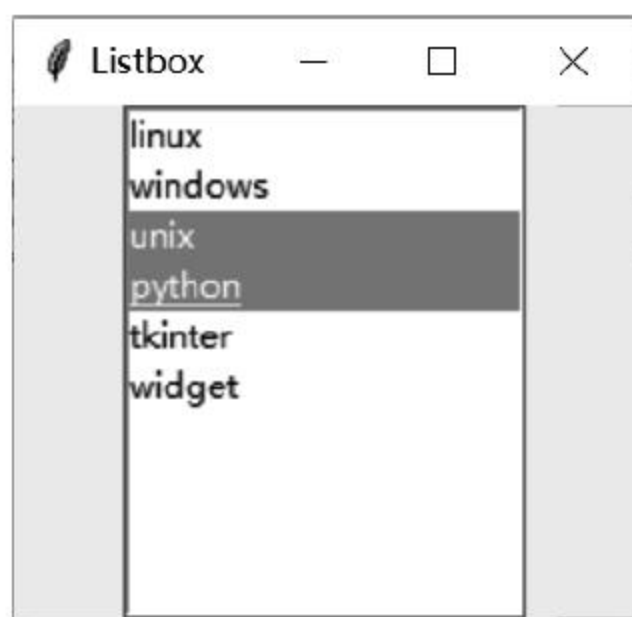 Listbox
linux
windows
unix
python
tkinter
widget